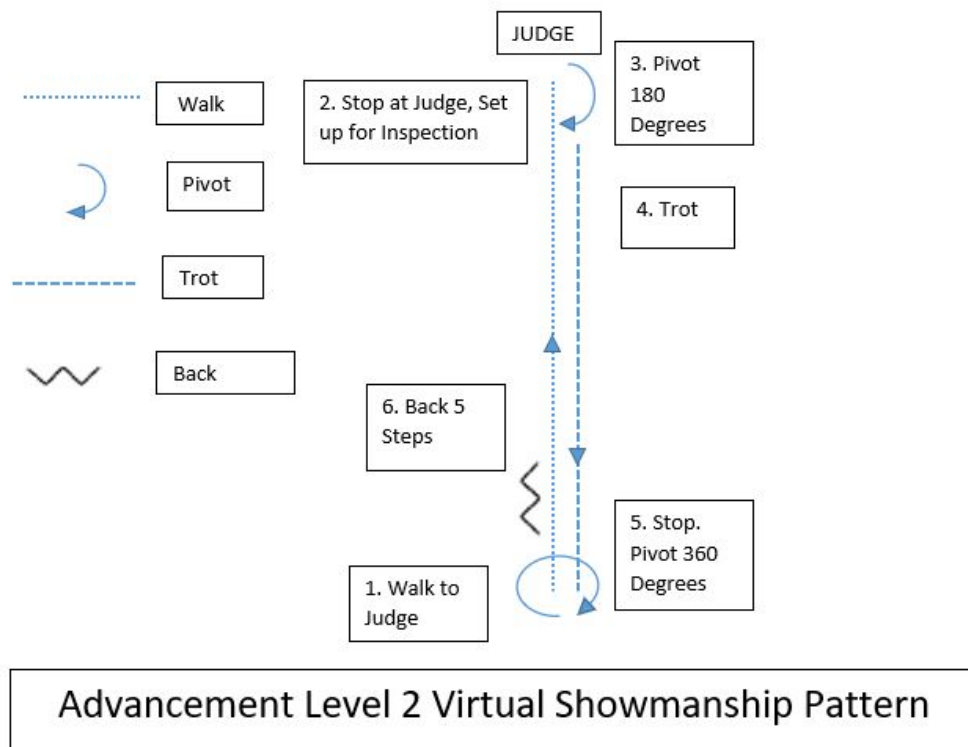 JUDGE
Walk
2. Stop at Judge, Set
up for Inspection
3. Pivot
180
Degrees
Pivot
4. Trot
Trot
Back
6. Back 5
Steps
5. Stop.
Pivot 360
Degrees
1. Walk to
Judge
Advancement Level 2 Virtual Showmanship Pattern